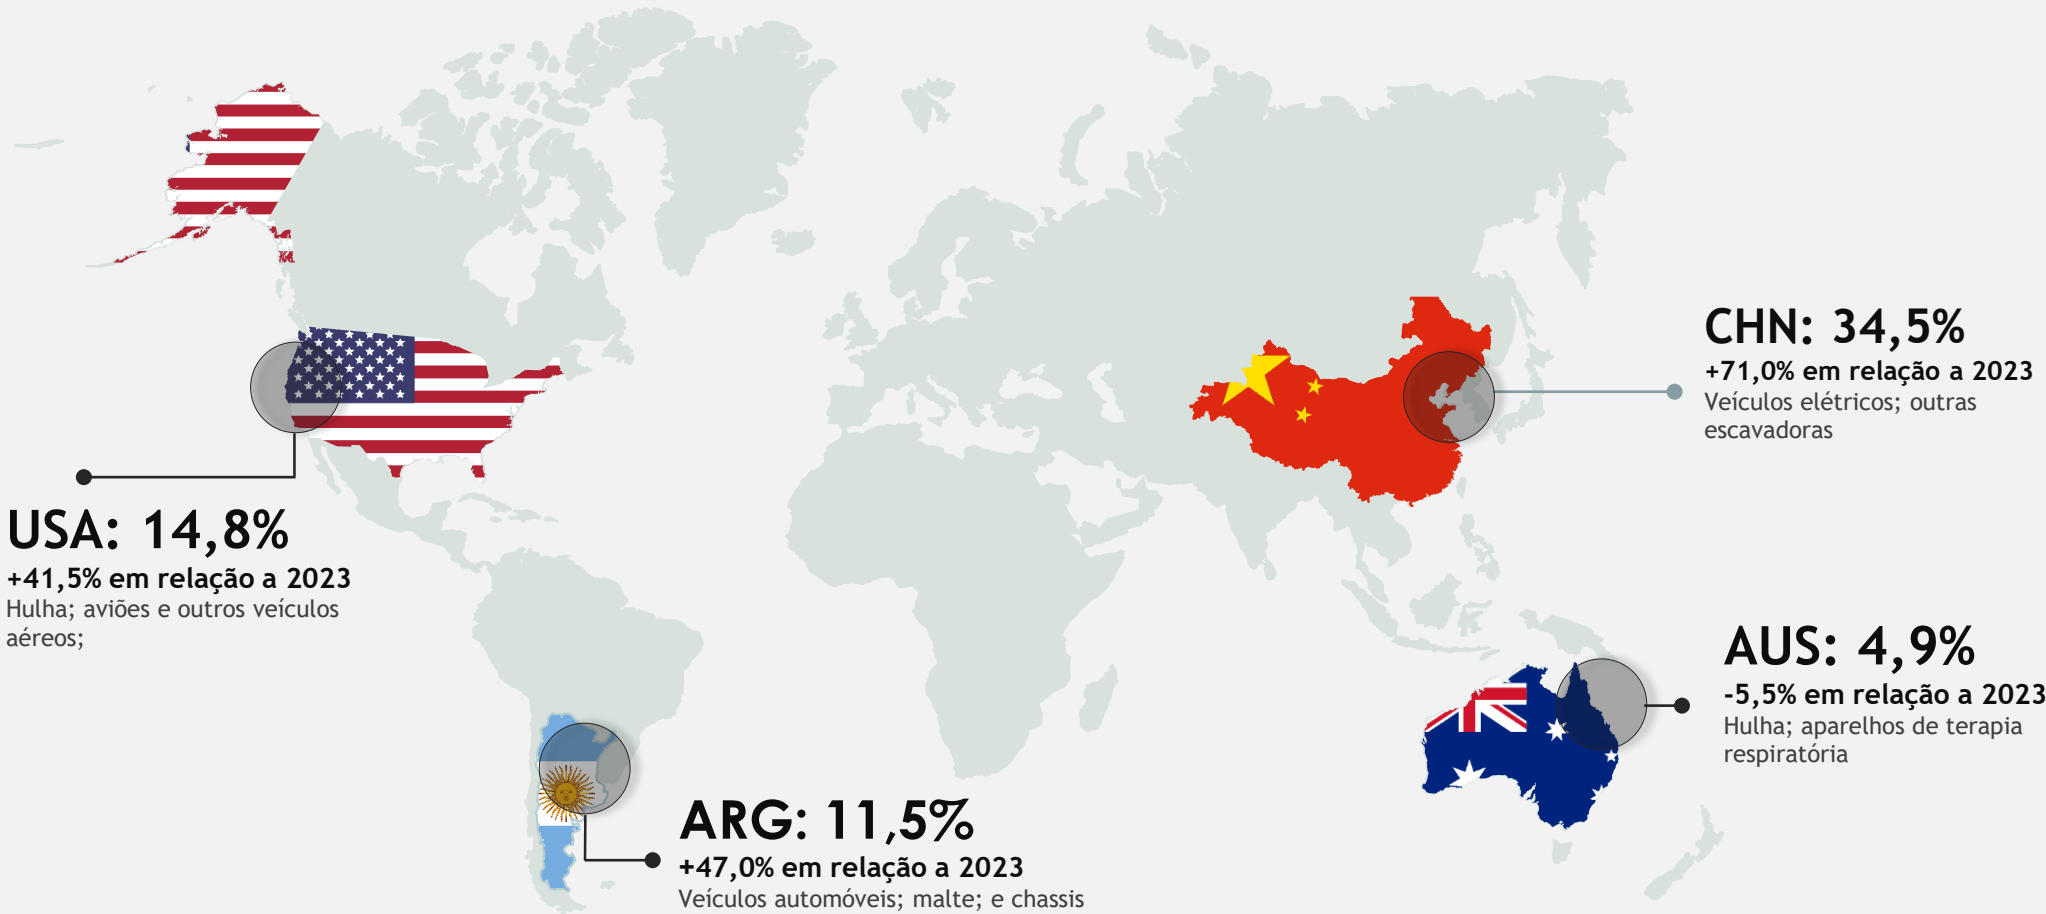 CHN: 34,5%
+71,0% em relação a 2023
Veículos elétricos; outras
escavadoras
USA: 14,8%
+41,5% em relação a 2023
Hulha; aviões e outros veículos
aéreos;
AUS: 4,9%
-5,5% em relação a 2023
Hulha; aparelhos de terapia
respiratória
ARG: 11,5%
+47,0% em relação a 2023
Veículos automóveis; malte; e chassis